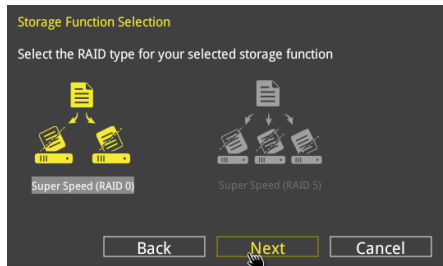 Storage Function Selection
Select the RAID type for your selected storage function
Super Speed (RAID 0)
Super Speed (RAID 5)
Back
Next
Cancel